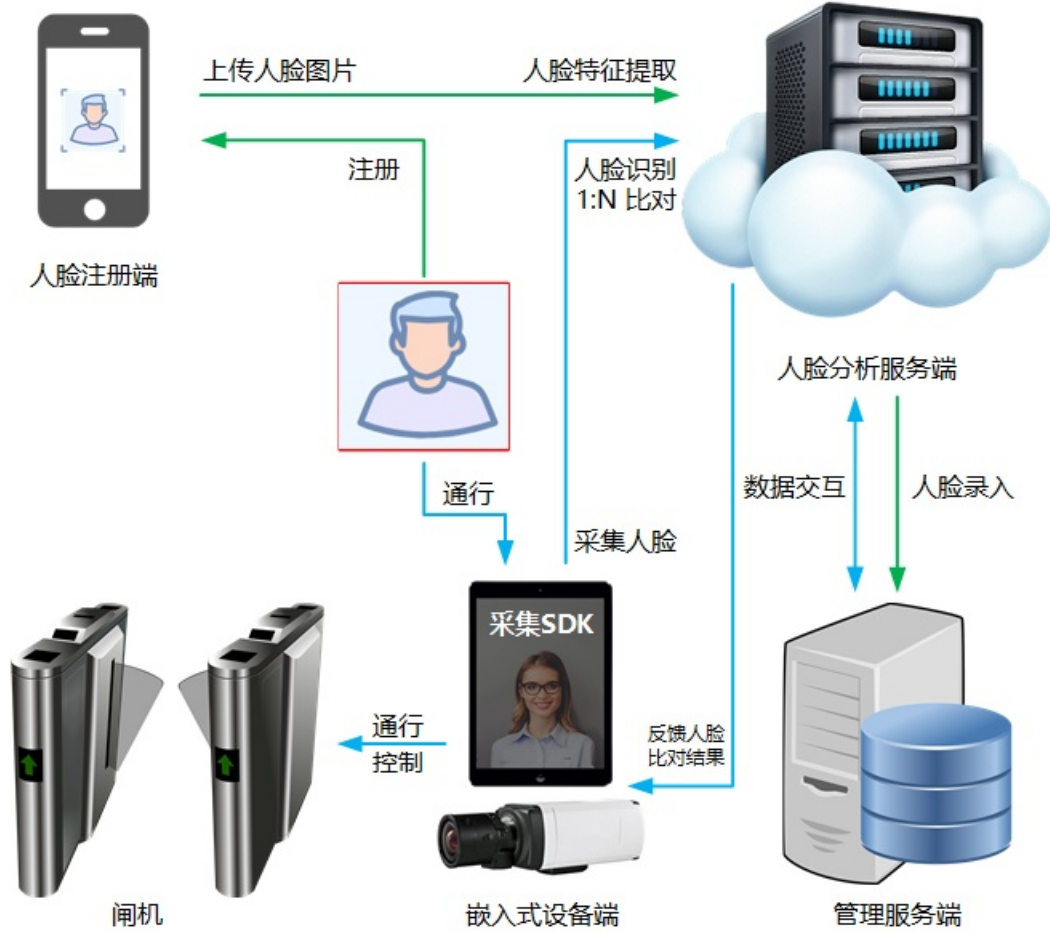 上传人脸图片
人脸特征提取
注册
人脸识别
1:N 比对
人脸注册端
人脸分析服务端
通行
数据交互
人脸录入
采集人脸
采集SDK
通行
控制
反馈人脸
比对结果
闸机
嵌入式设备端
管理服务端